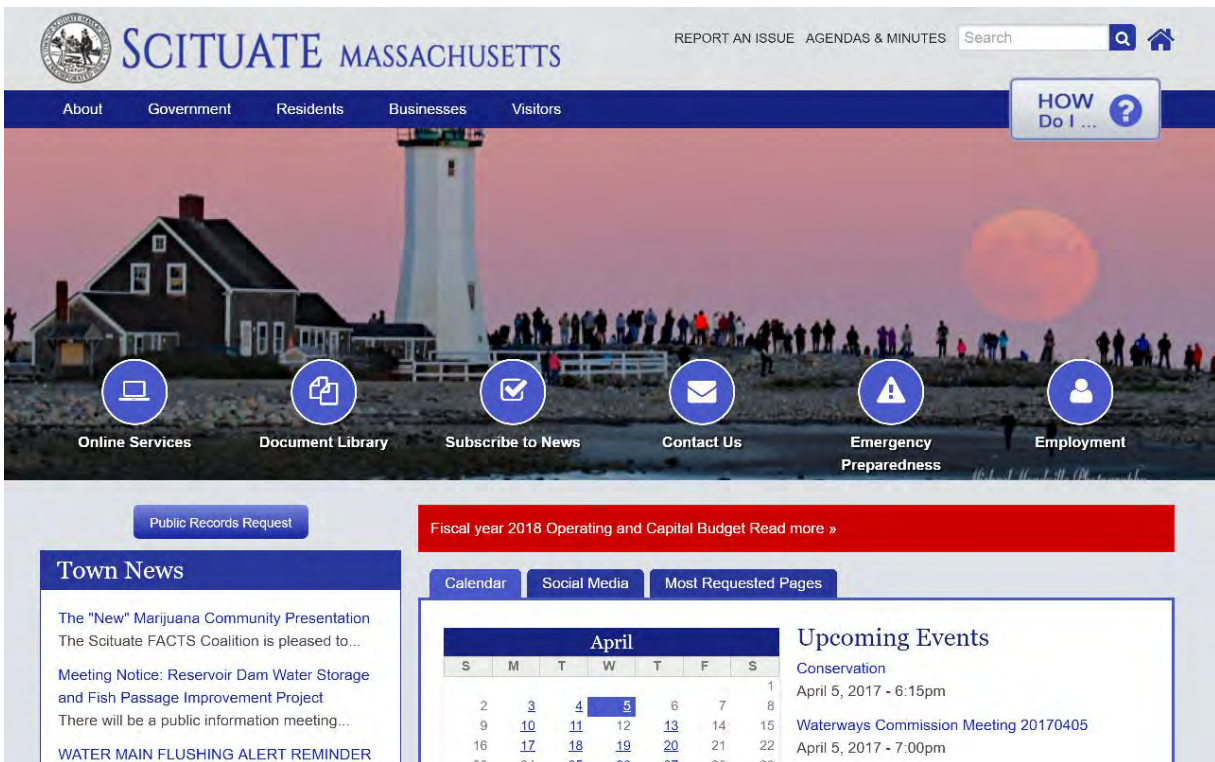 SCITUATE MASSACHUSETTS
REPORT AN ISSUE AGENDAS & MINUTES Search
About Government Residents Businesses Visitors
HOW
Do I ... ?
Online Services Document Library Subscribe to News Contact Us Emergency
Preparedness Employment
Public Records Request
Town News
The "New" Marijuana Community Presentation
The Scituate FACTS Coalition is pleased to...
Meeting Notice: Reservoir Dam Water Storage
and Fish Passage Improvement Project
There will be a public information meeting...
WATER MAIN FLUSHING ALERT REMINDER
Fiscal year 2018 Operating and Capital Budget Read more »
Calendar Social Media Most Requested Pages
April
S M T W T F S
1
2 3 4 5 6 7 8
9 10 11 12 13 14 15
16 17 18 19 20 21 22
Upcoming Events
Conservation
April 5, 2017 - 6:15pm
Waterways Commission Meeting 20170405
April 5, 2017 - 7:00pm